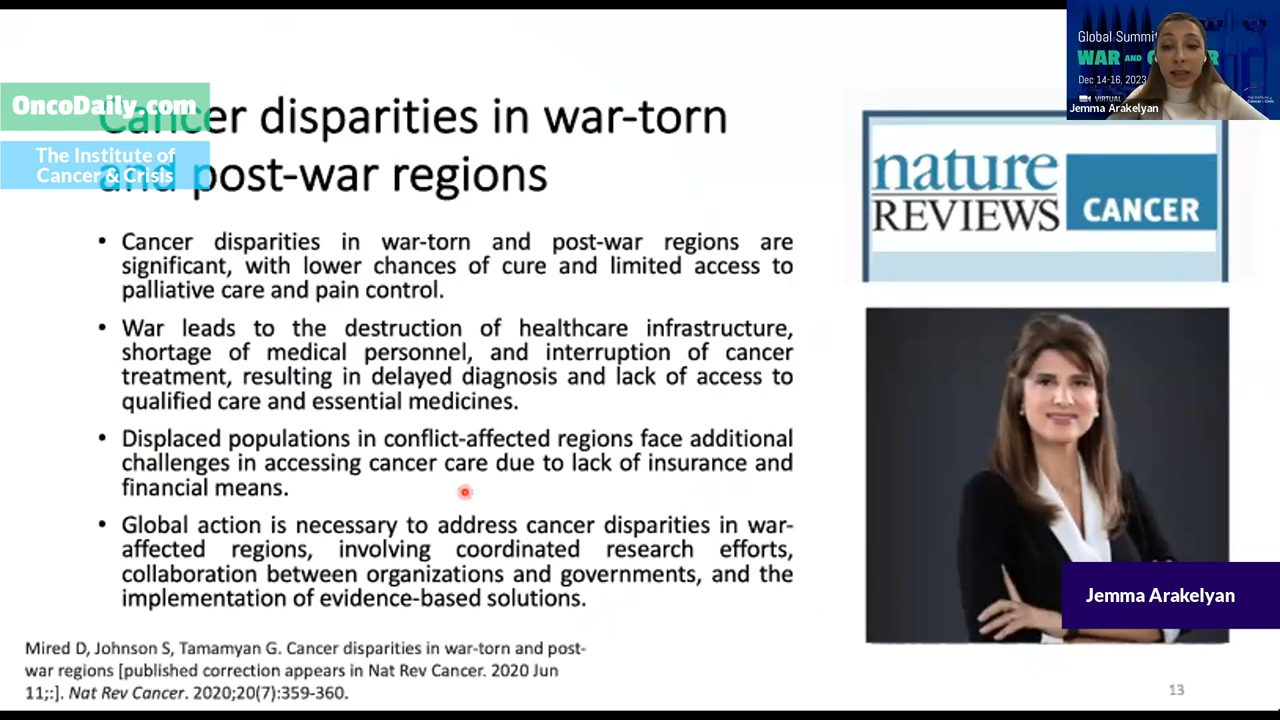 OncoDaily.com
The Institute of
Cancer & Crisis
Cancer disparities in war-torn
and post-war regions
• Cancer disparities in war-torn and post-war regions are
significant, with lower chances of cure and limited access to
palliative care and pain control.
• War leads to the destruction of healthcare infrastructure,
shortage of medical personnel, and interruption of cancer
treatment, resulting in delayed diagnosis and lack of access to
qualified care and essential medicines.
• Displaced populations in conflict-affected regions face additional
challenges in accessing cancer care due to lack of insurance and
financial means.
• Global action is necessary to address cancer disparities in war-
affected regions, involving coordinated research efforts,
collaboration between organizations and governments, and the
implementation of evidence-based solutions.
Mired D, Johnson S, Tamamyan G. Cancer disparities in war-torn and post-
war regions [published correction appears in Nat Rev Cancer. 2020 Jun
11;:]. Nat Rev Cancer. 2020;20(7):359-360.
nature
REVIEWS CANCER
Global Summit
WAR AND
Dec 14-16, 2023
VIRTUAL
Jemma Arakelyan
Jemma Arakelyan
13